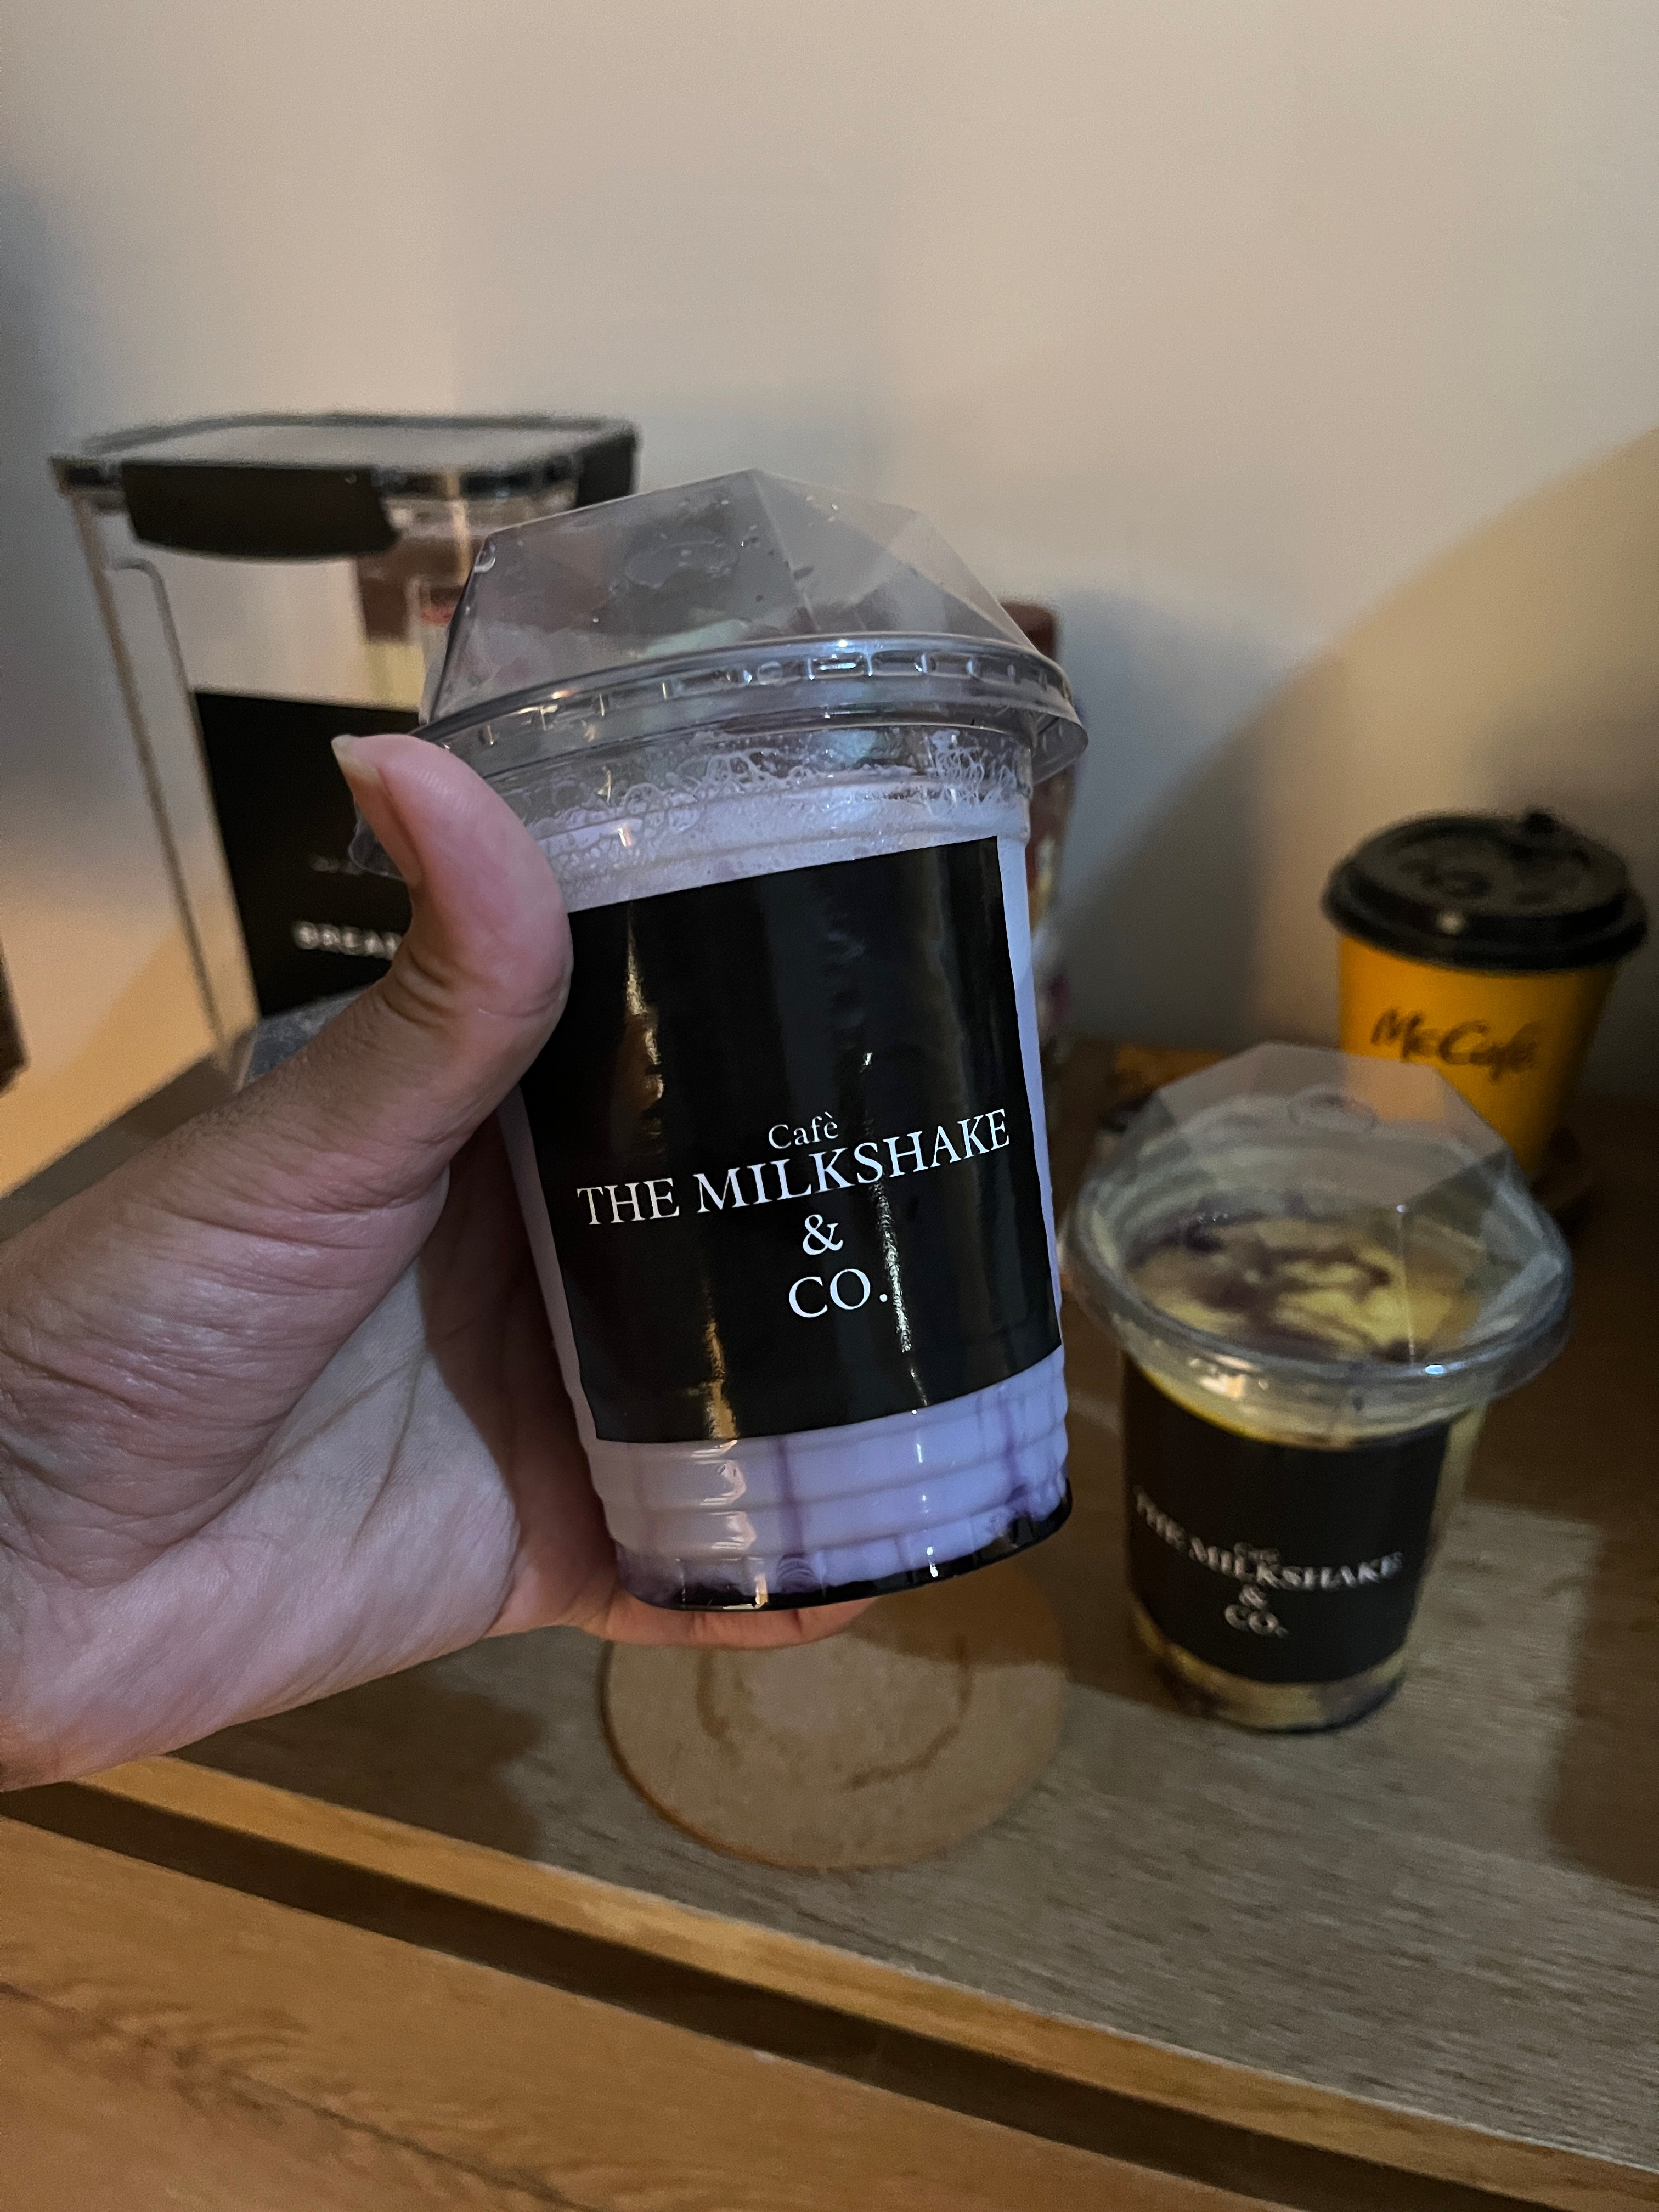 Cafè
THE MILKSHAKE
&
CO.
McCafé
Cafè
THE MILKSHAKE
&
CO.